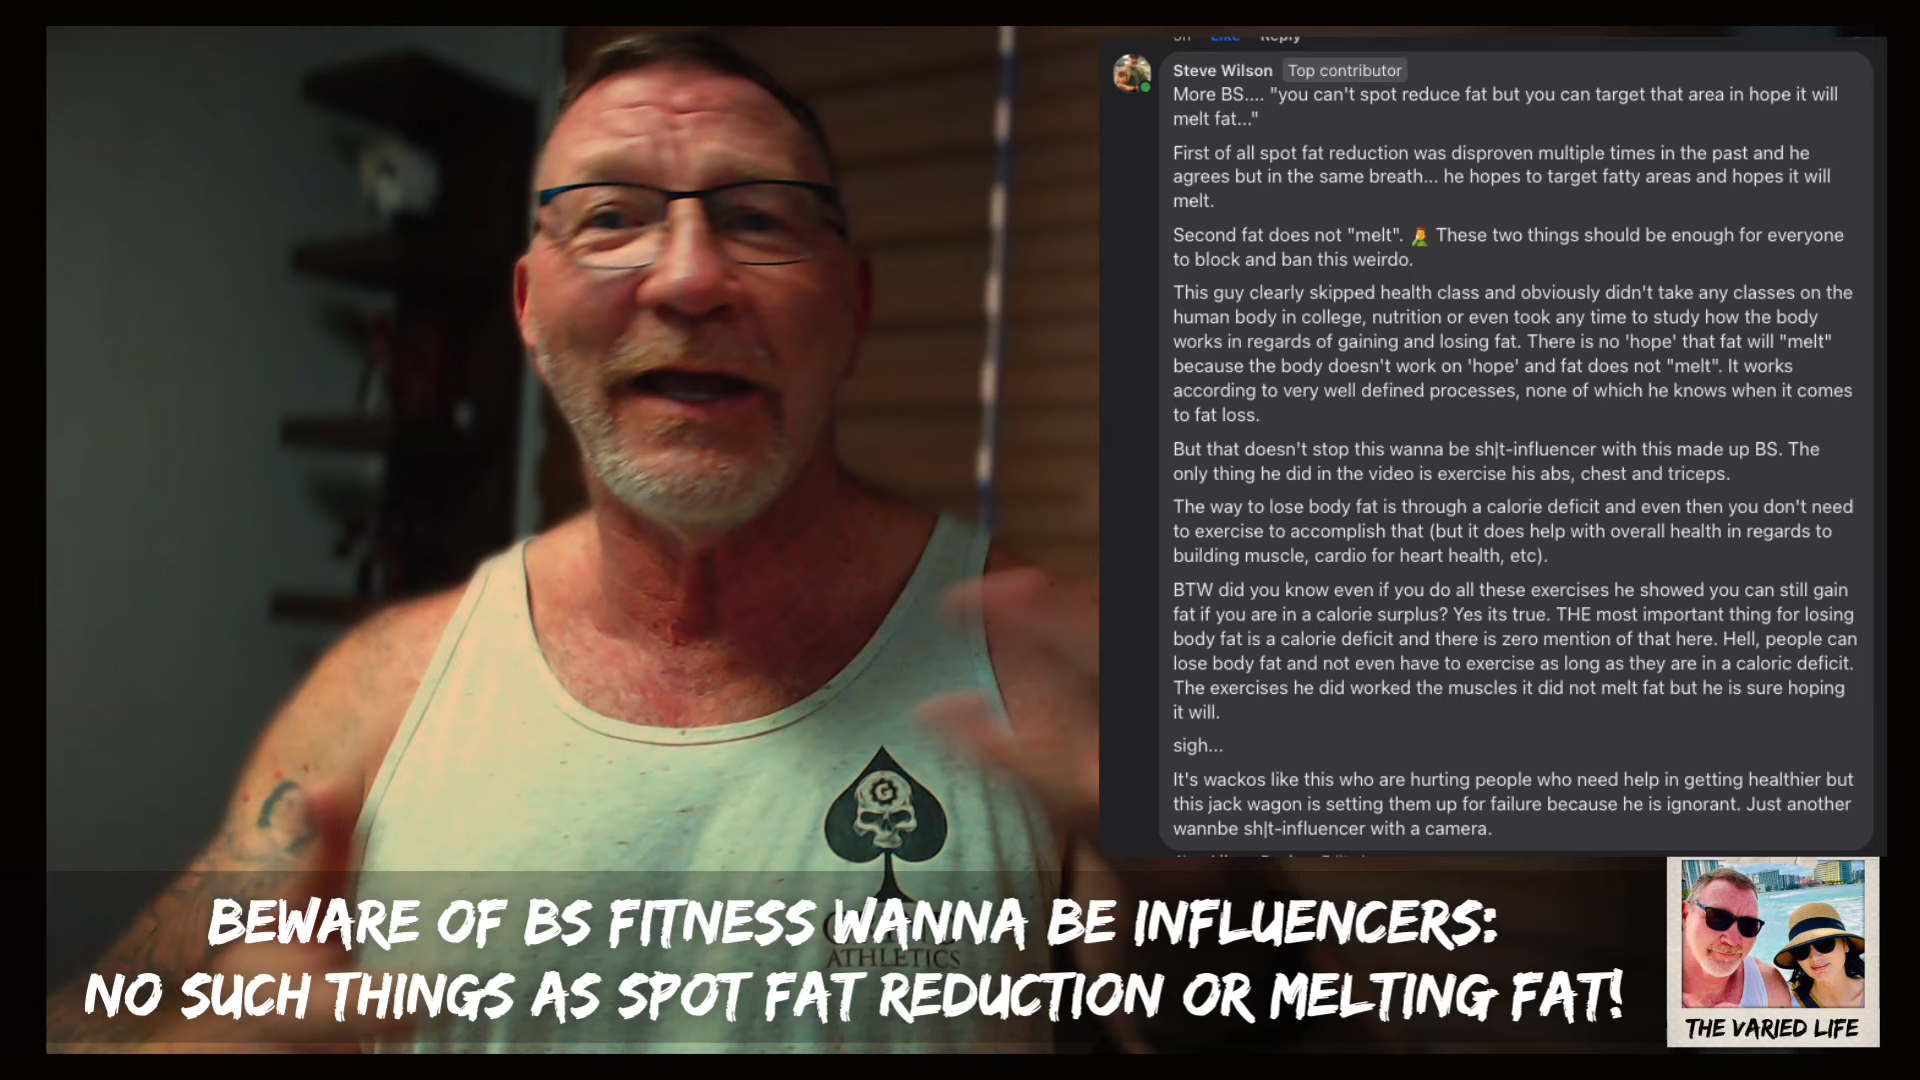 Like Reply
Steve Wilson Top contributor
More BS.... "you can't spot reduce fat but you can target that area in hope it will
melt fat..."
First of all spot fat reduction was disproven multiple times in the past and he
agrees but in the same breath... he hopes to target fatty areas and hopes it will
melt.
Second fat does not "melt". 🤦‍♂️ These two things should be enough for everyone
to block and ban this weirdo.
This guy clearly skipped health class and obviously didn't take any classes on the
human body in college, nutrition or even took any time to study how the body
works in regards of gaining and losing fat. There is no 'hope' that fat will "melt"
because the body doesn't work on 'hope' and fat does not "melt". It works
according to very well defined processes, none of which he knows when it comes
to fat loss.
But that doesn't stop this wanna be sh|t-influencer with this made up BS. The
only thing he did in the video is exercise his abs, chest and triceps.
The way to lose body fat is through a calorie deficit and even then you don't need
to exercise to accomplish that (but it does help with overall health in regards to
building muscle, cardio for heart health, etc).
BTW did you know even if you do all these exercises he showed you can still gain
fat if you are in a calorie surplus? Yes its true. THE most important thing for losing
body fat is a calorie deficit and there is zero mention of that here. Hell, people can
lose body fat and not even have to exercise as long as they are in a caloric deficit.
The exercises he did worked the muscles it did not melt fat but he is sure hoping
it will.
sigh...
It's wackos like this who are hurting people who need help in getting healthier but
this jack wagon is setting them up for failure because he is ignorant. Just another
wannbe sh|t-influencer with a camera.
G
ATHLETICS
BEWARE OF BS FITNESS WANNA BE INFLUENCERS:
NO SUCH THINGS AS SPOT FAT REDUCTION OR MELTING FAT!
THE VARIED LIFE